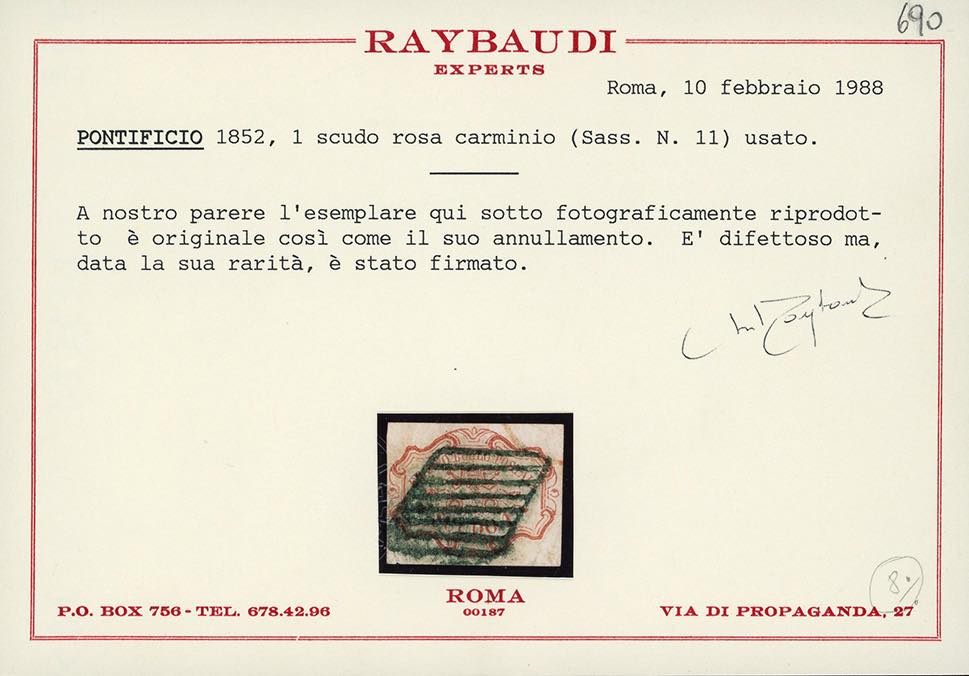 690
RAYBAUDI
EXPERTS
Roma, 10 febbraio 1988
PONTIFICIO 1852, 1 scudo rosa carminio (Sass. N. 11) usato.
A nostro parere l'esemplare qui sotto fotograficamente riprodot-
to è originale così come il suo annullamento. E' difettoso ma,
data la sua rarità, è stato firmato.
ROMA
00187
P.O. BOX 756 - TEL. 678.42.96
VIA DI PROPAGANDA, 27